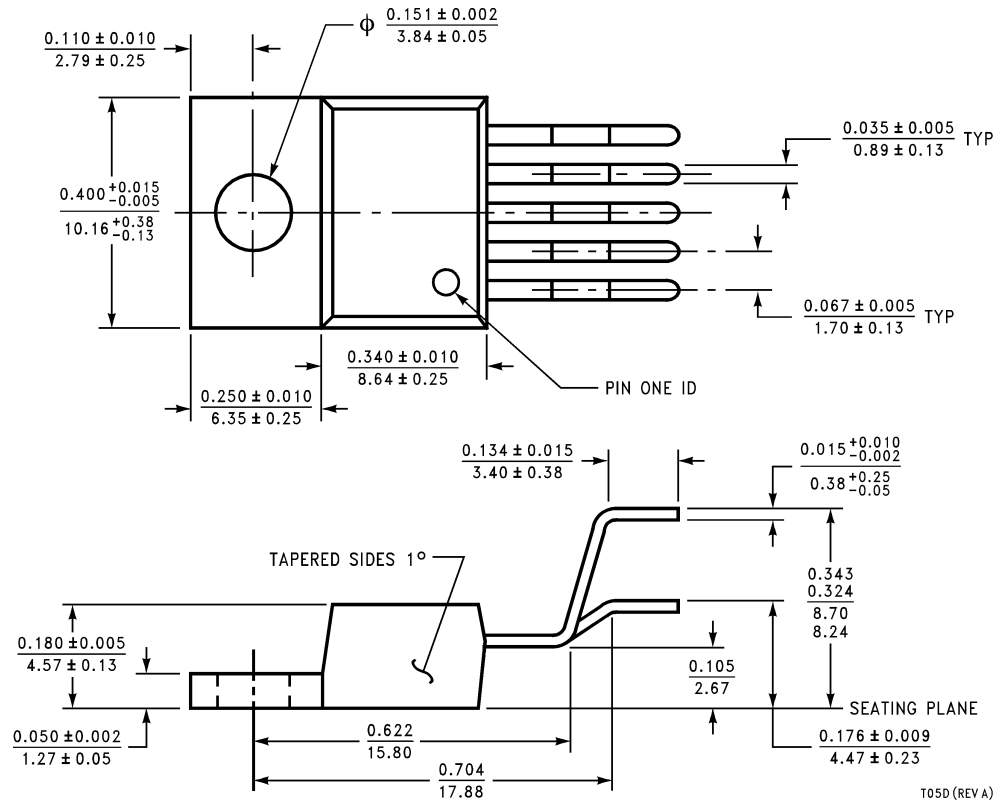 ϕ 0.151 ± 0.002
3.84 ± 0.05
0.110 ± 0.010
2.79 ± 0.25
0.035 ± 0.005 TYP
0.89 ± 0.13
0.400 +0.015 -0.005
10.16 +0.38 -0.13
0.067 ± 0.005 TYP
1.70 ± 0.13
0.340 ± 0.010
8.64 ± 0.25
PIN ONE ID
0.250 ± 0.010
6.35 ± 0.25
0.134 ± 0.015
3.40 ± 0.38
0.015 +0.010 -0.002
0.38 +0.25 -0.05
TAPERED SIDES 1°
0.343
0.324
8.70
8.24
0.180 ±0.005
4.57 ± 0.13
0.105
2.67
SEATING PLANE
0.050 ±0.002
1.27 ± 0.05
0.622
15.80
0.176 ±0.009
4.47 ± 0.23
0.704
17.88
T05D (REV A)